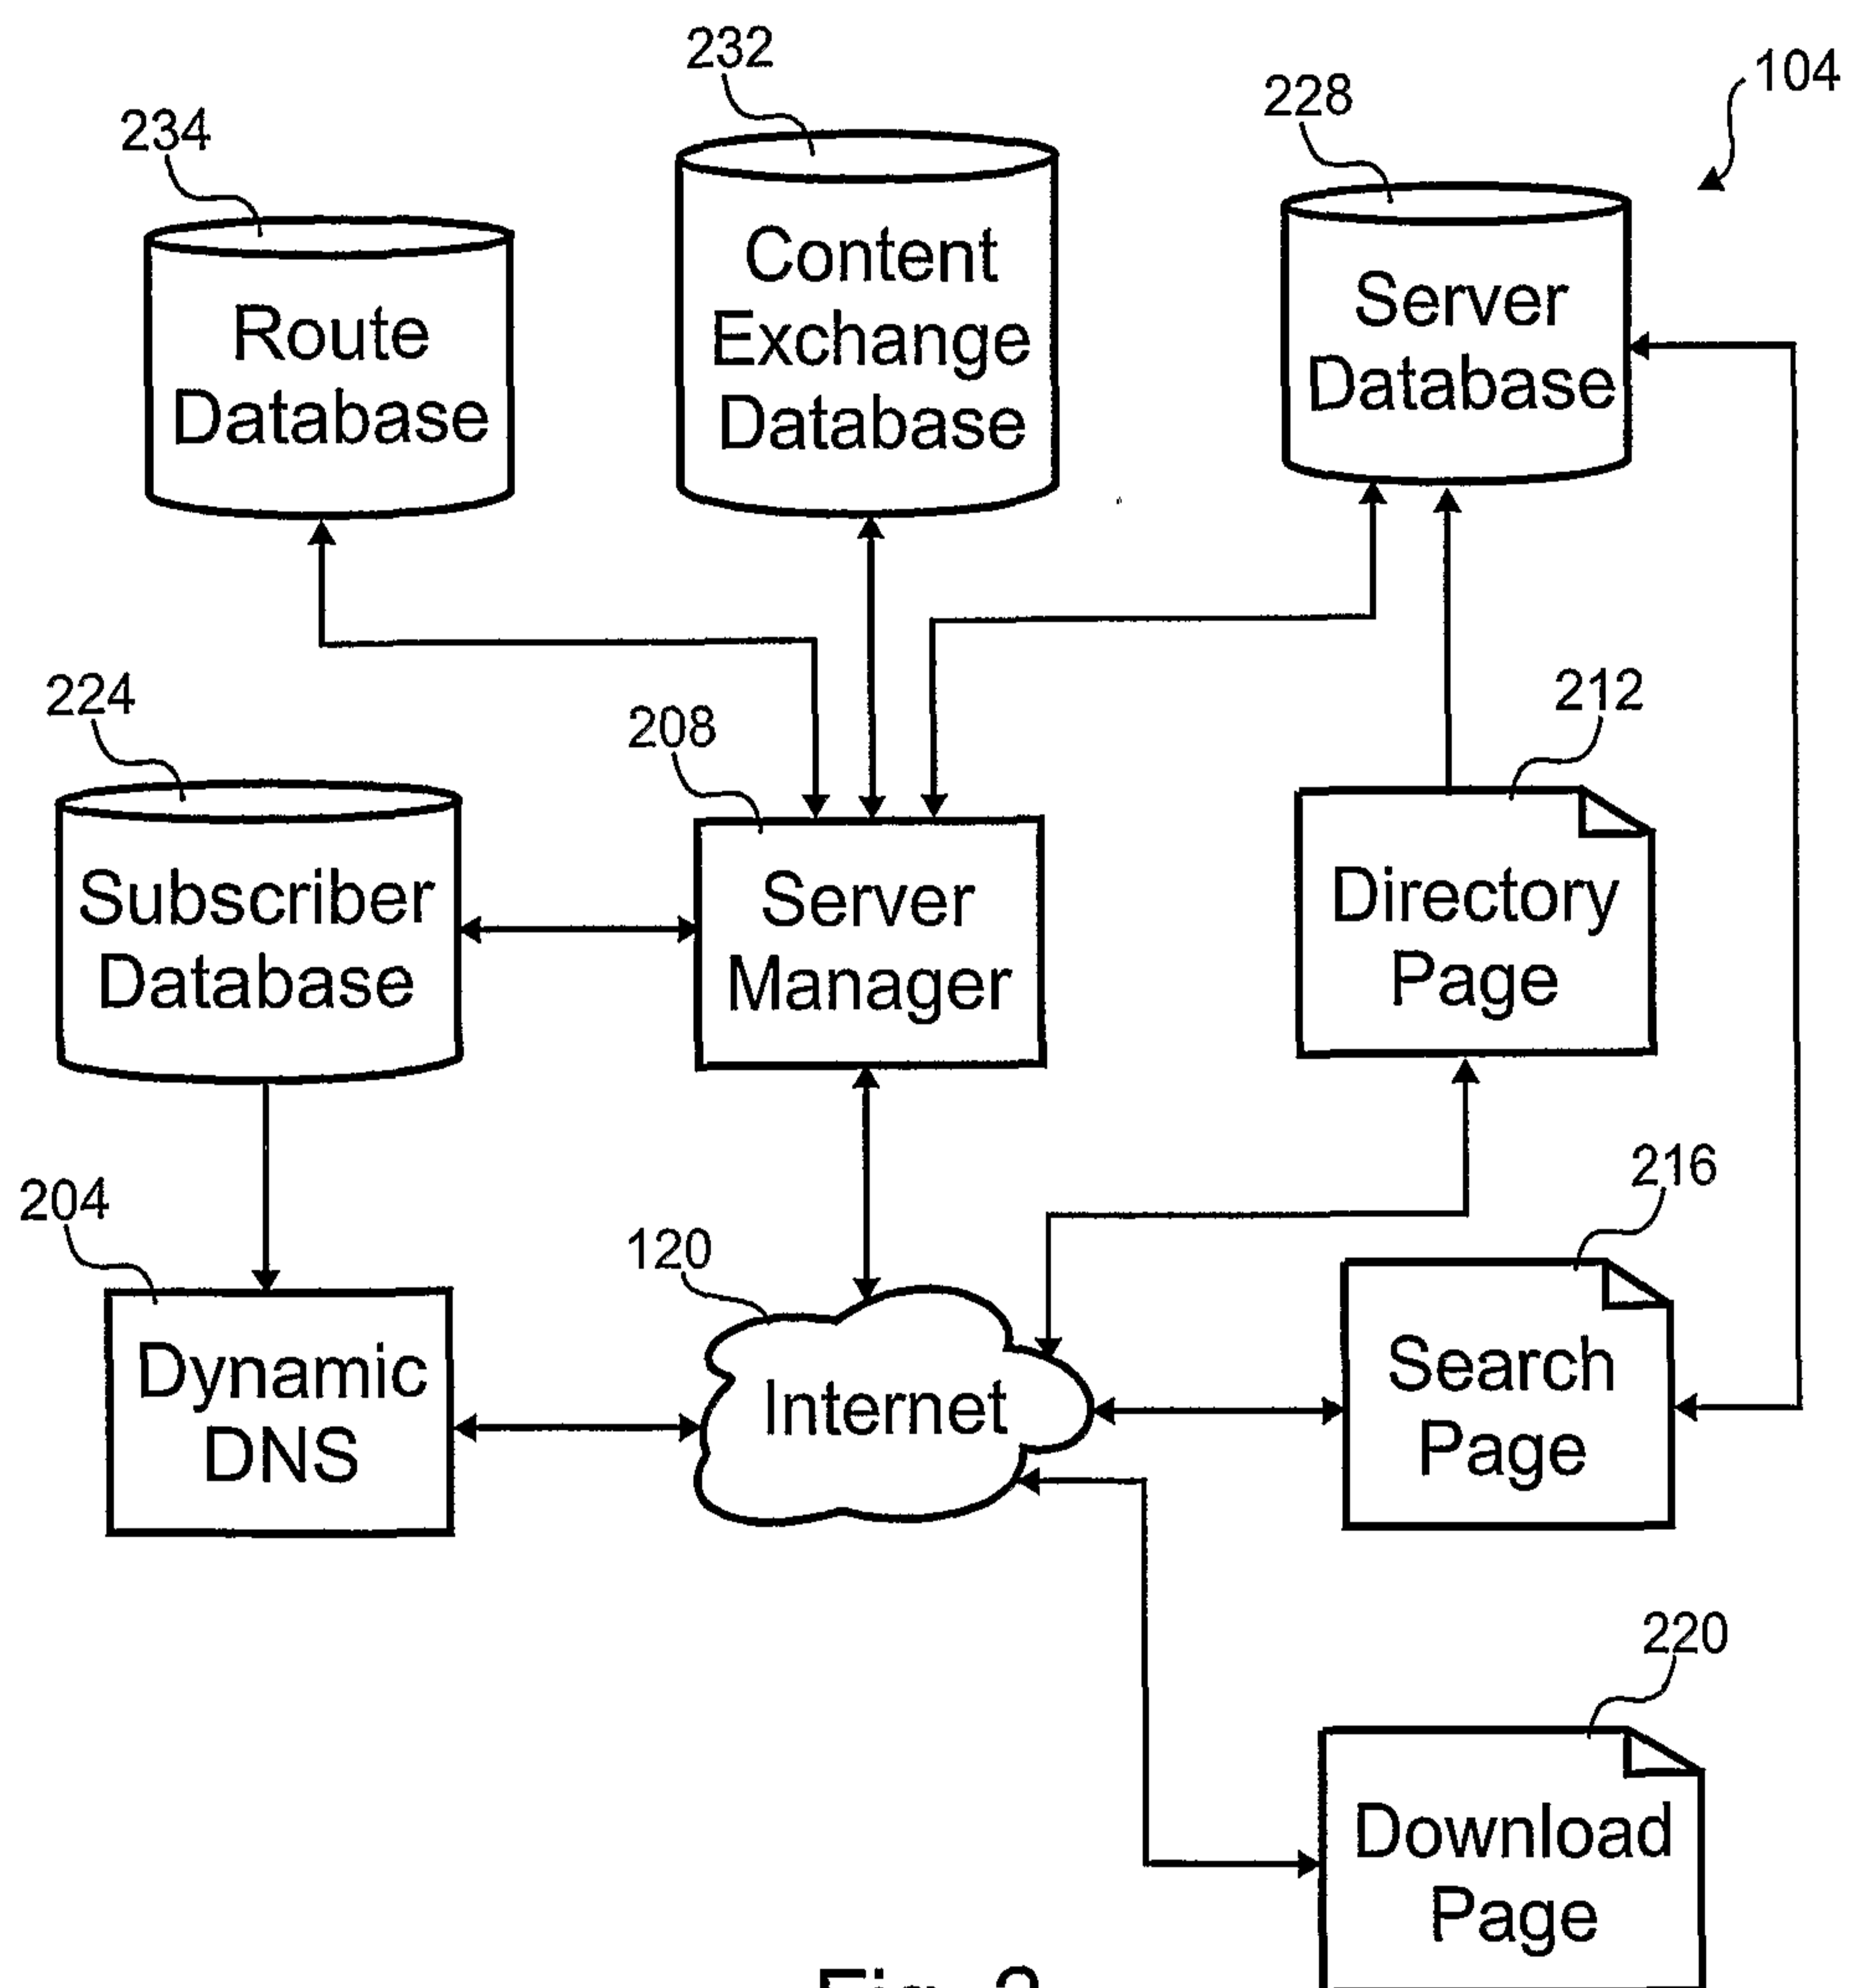 232
104
228
234
Content
Exchange
Database
Server
Database
Route
Database
212
224
208
Subscriber
Database
Server
Manager
Directory
Page
216
204
120
Dynamic
DNS
Internet
Search
Page
220
Download
Page